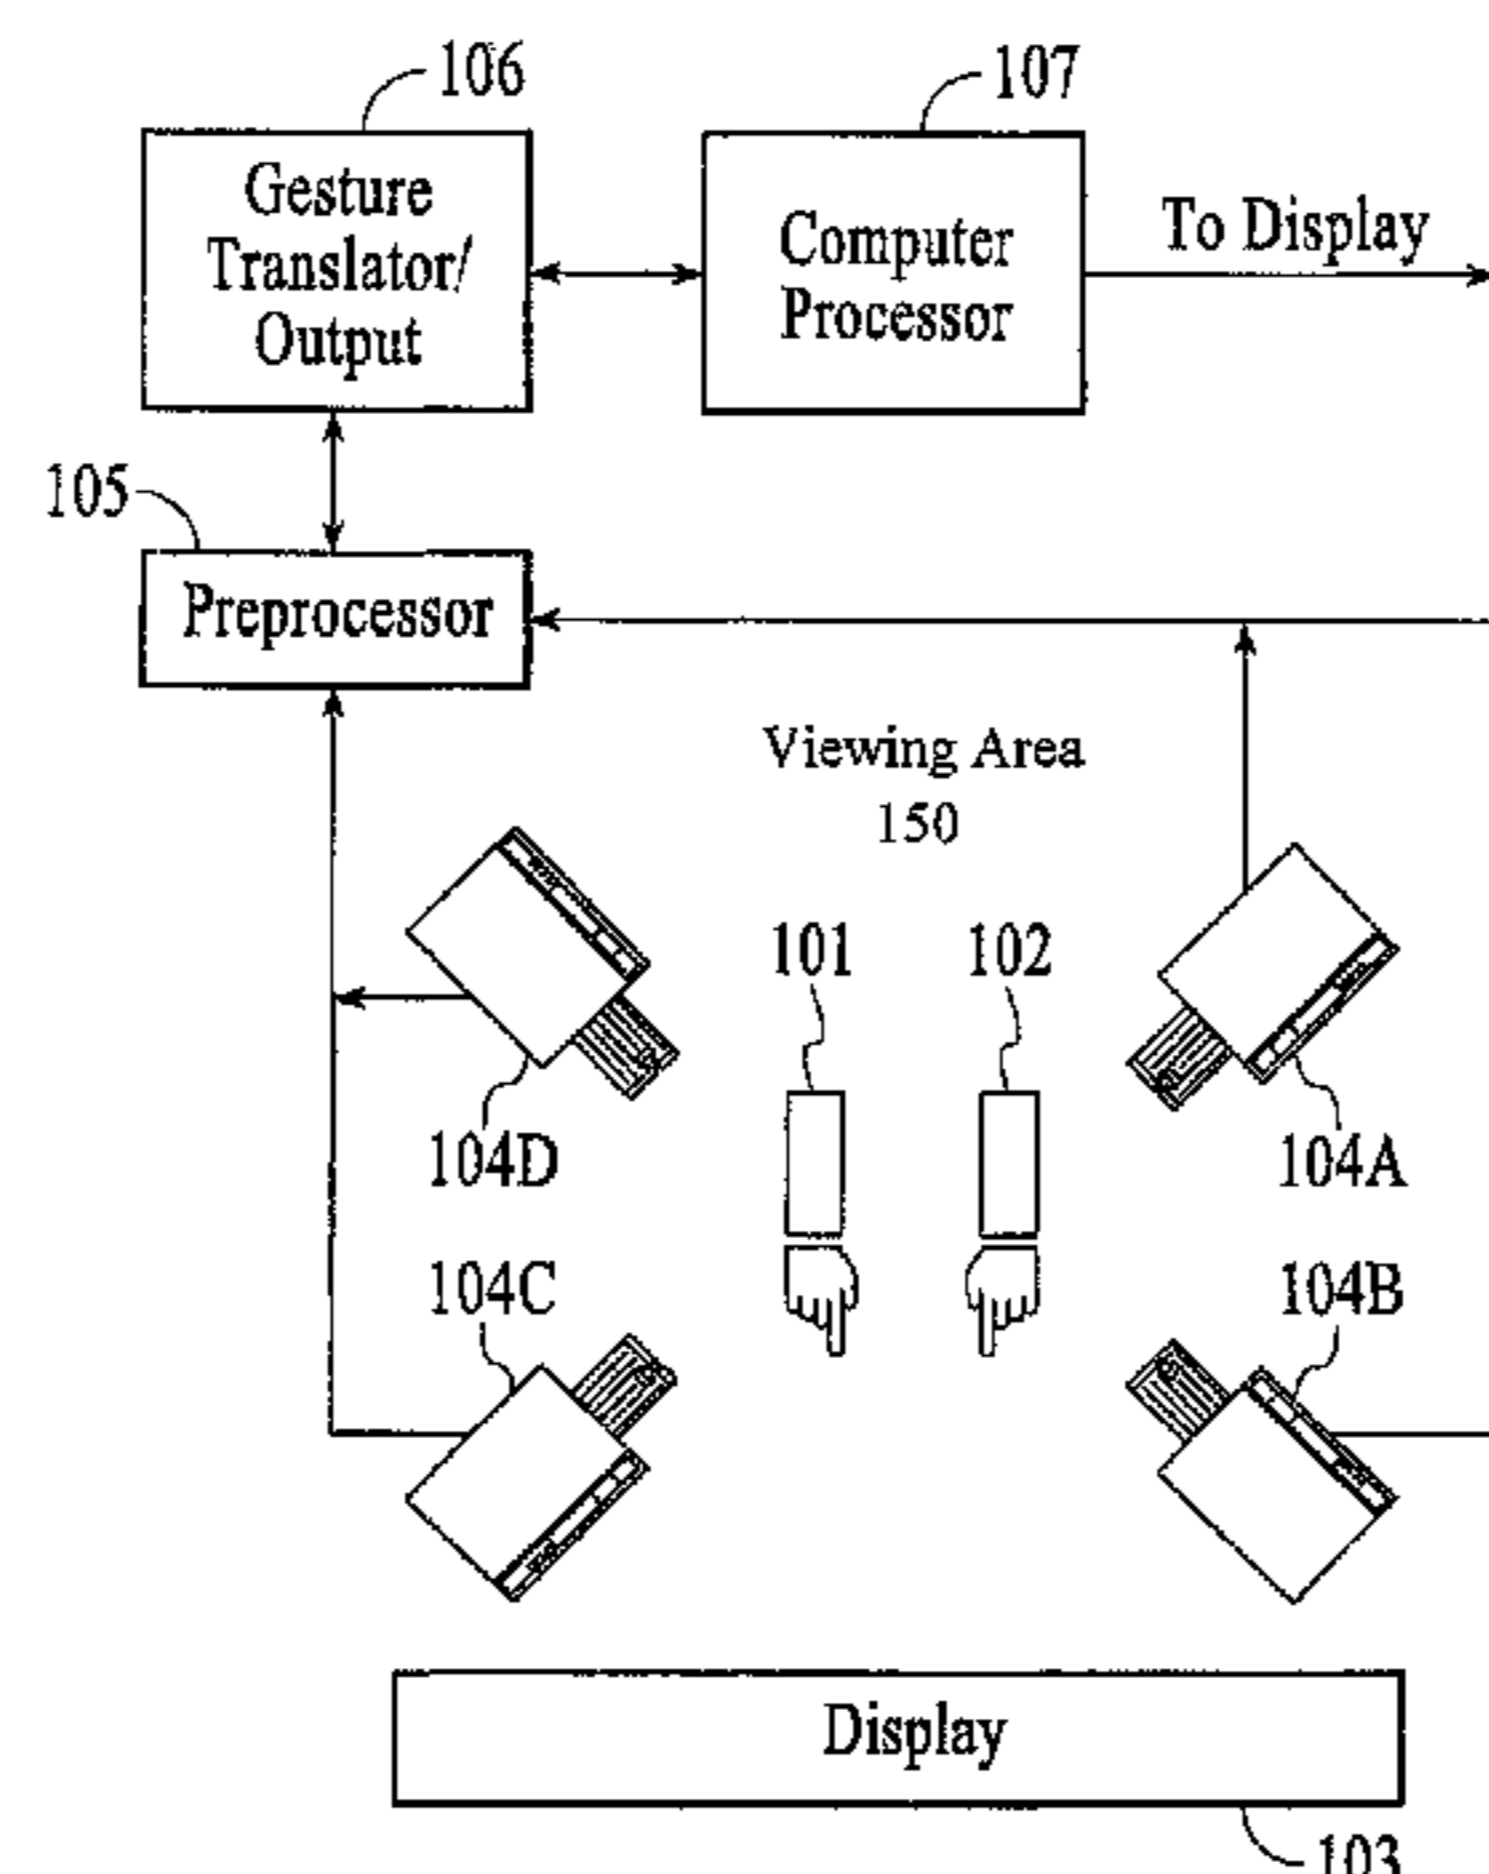 106
107
Gesture
Translator/
Output
Computer
Processor
To Display
105
Preprocessor
Viewing Area
150
101
102
104D
104A
104C
104B
Display
103